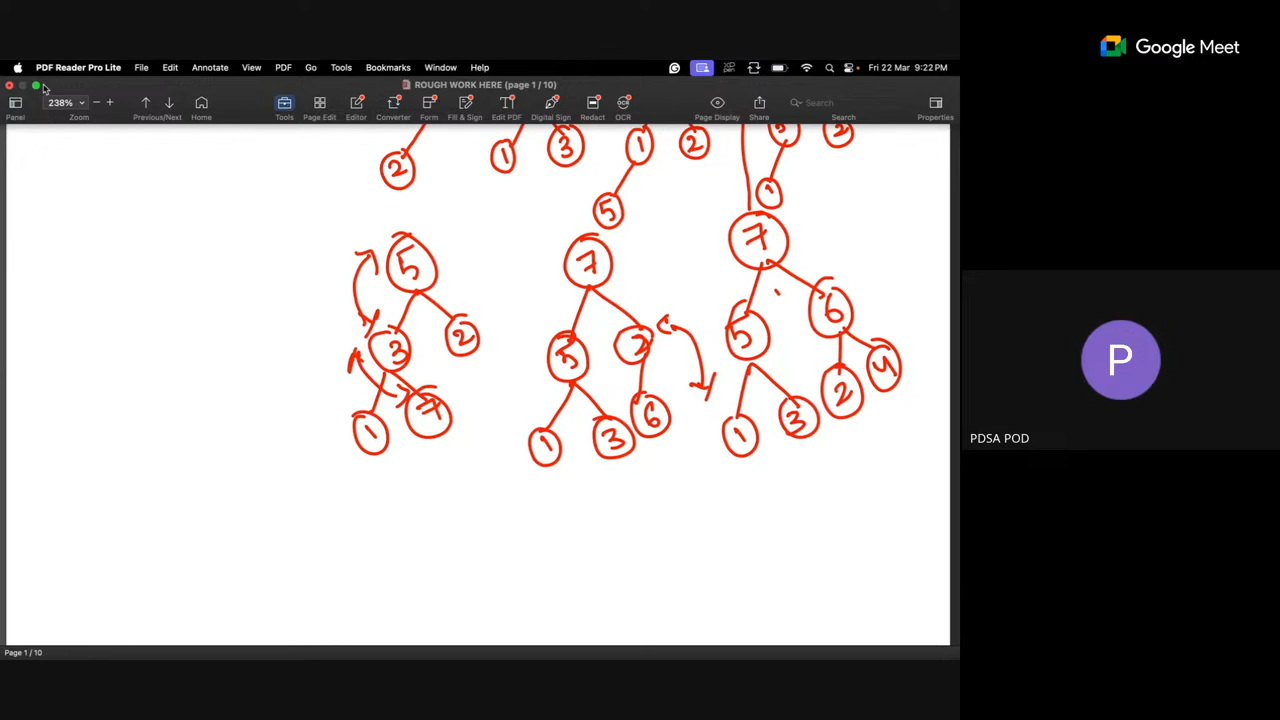 Google Meet
PDF Reader Pro Lite File Edit Annotate View PDF Go Tools Bookmarks Window Help Fri 22 Mar 9:22 PM
ROUGH WORK HERE (page 1 / 10)
238% Search
Panel Zoom Previous/Next Home Tools Page Edit Editor Converter Form Fill & Sign Edit PDF Digital Sign Redact OCR Page Display Share Search Properties
2 1 3 1 2 2
5 1
5 7 7
3 2 5 2 5 6
1 7 1 3 6 1 3 2 4
P
PDSA POD
Page 1 / 10